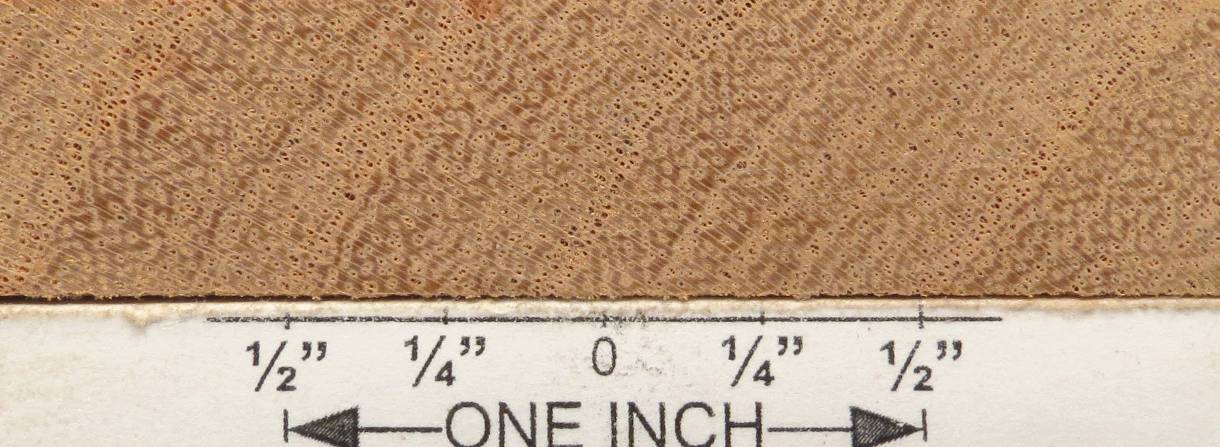 ½” ¼” 0 ¼” ½”
ONE INCH